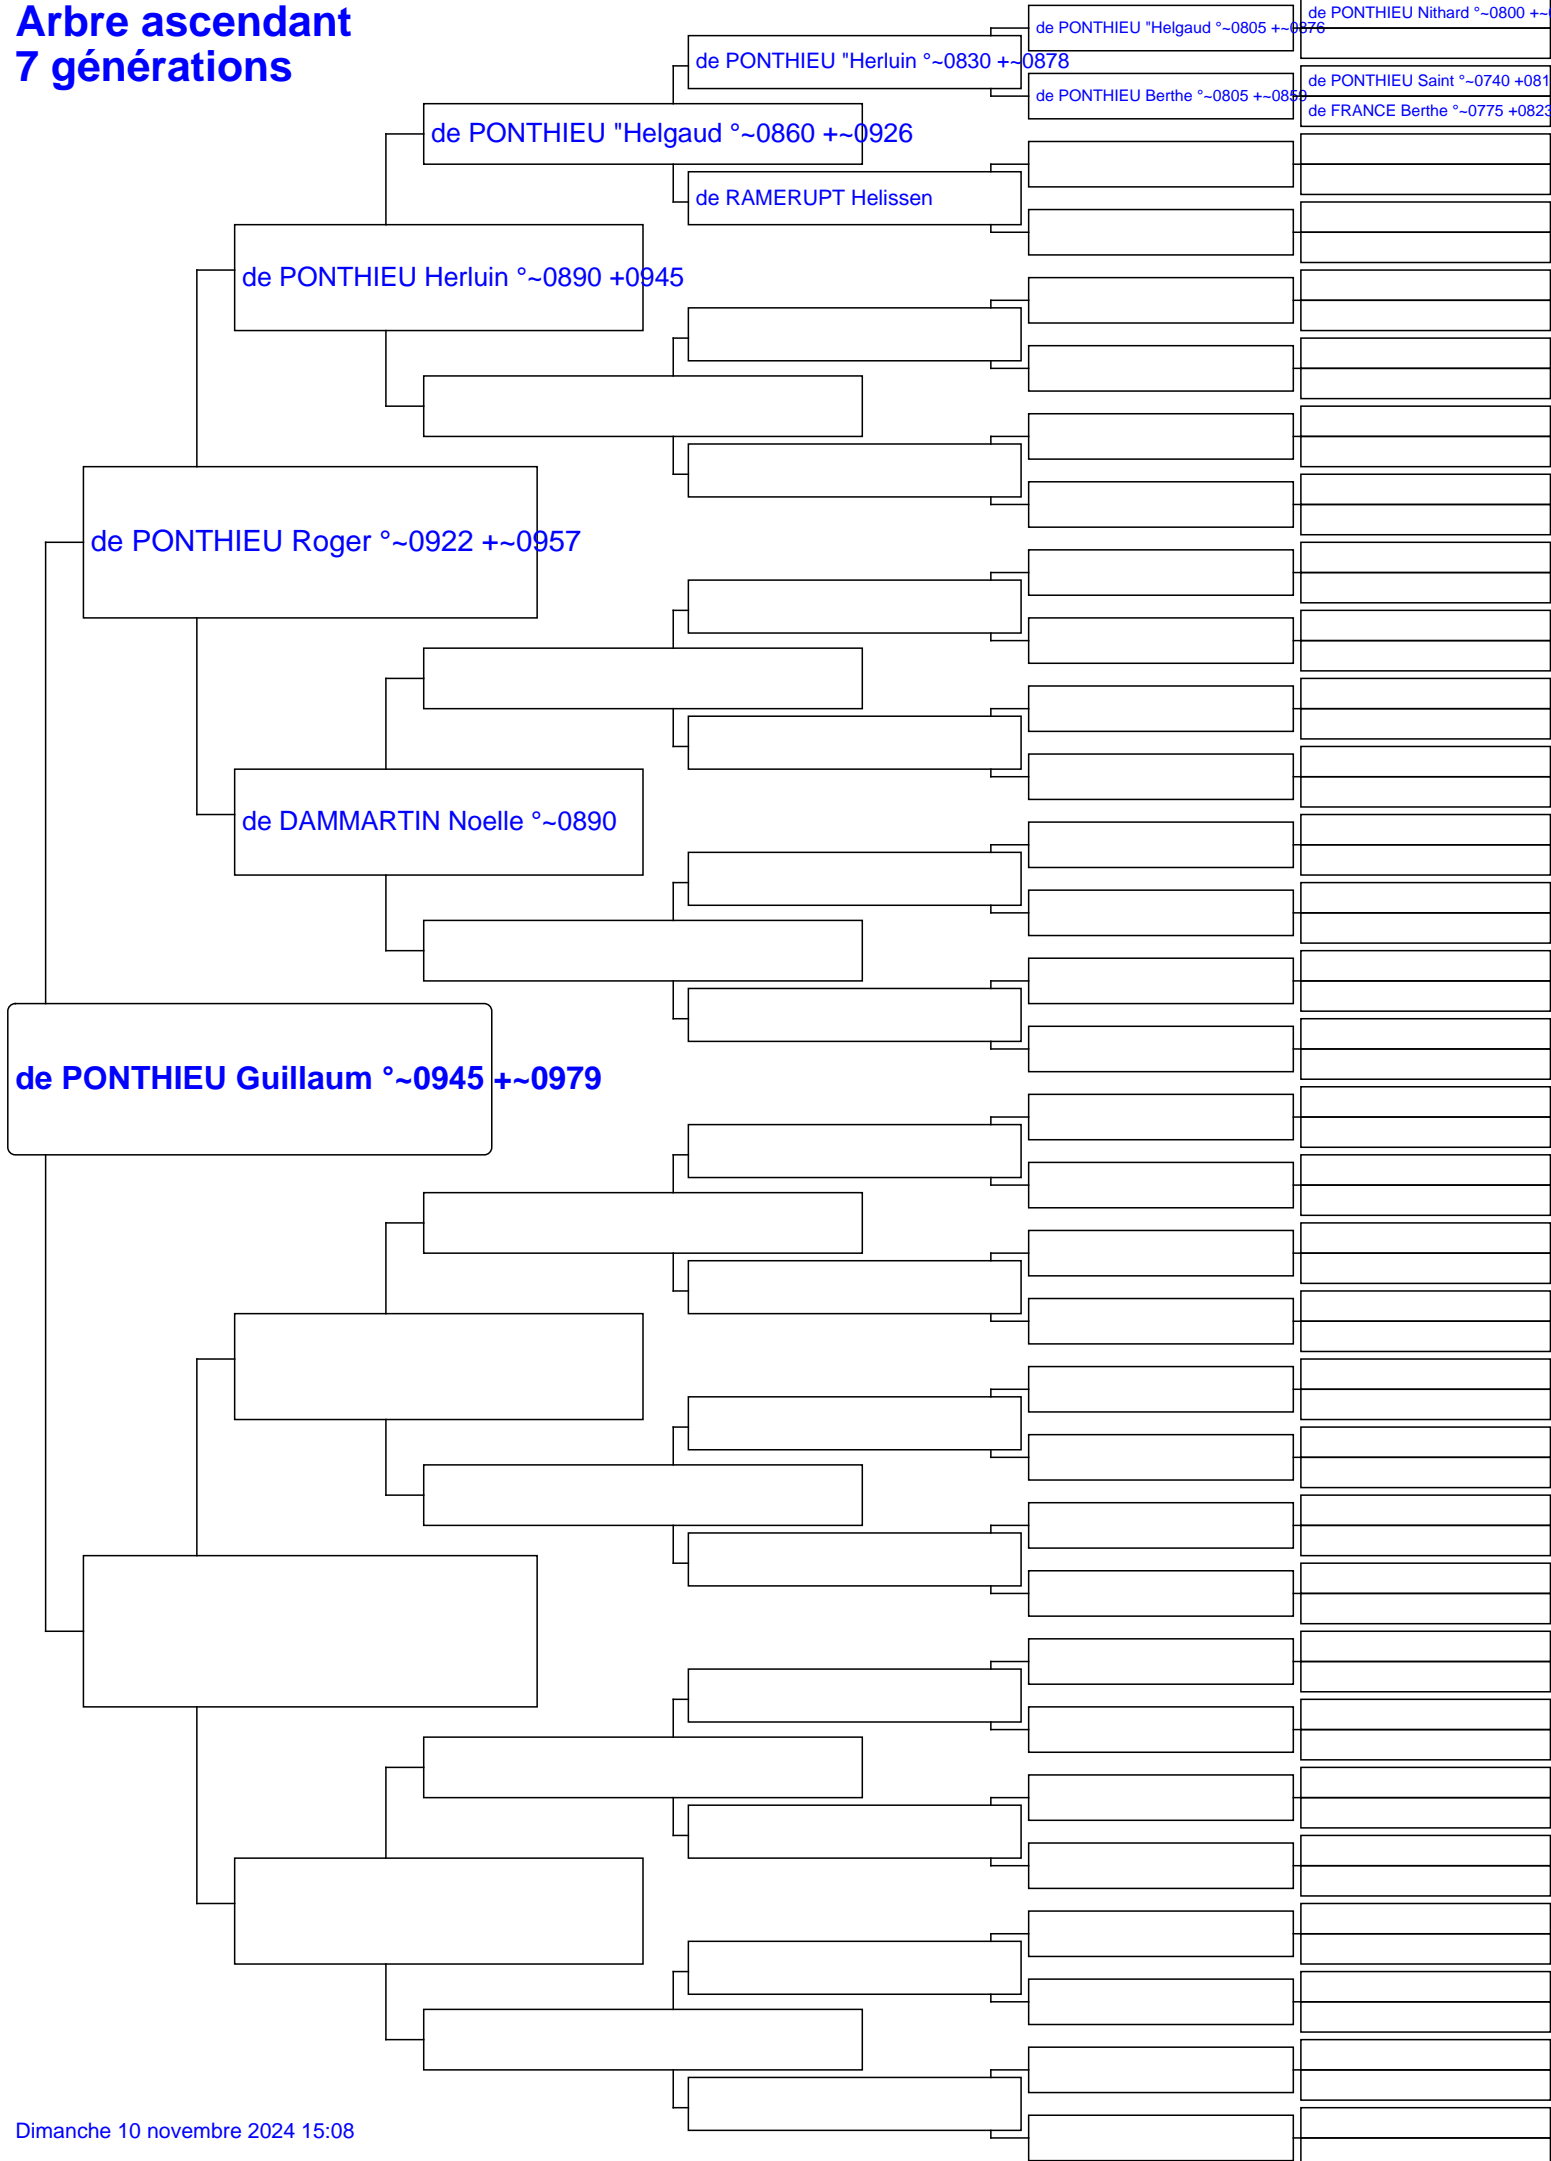 Arbre ascendant
7 générations
de PONTHIEU Nithard °~0800 +~
de PONTHIEU "Helgaud °~0805 +~0876
de PONTHIEU "Herluin °~0830 +~0878
de PONTHIEU Saint °~0740 +081
de PONTHIEU Berthe °~0805 +~0859
de FRANCE Berthe °~0775 +0823
de PONTHIEU "Helgaud °~0860 +~0926
de RAMERUPT Helissen
de PONTHIEU Herluin °~0890 +0945
de PONTHIEU Roger °~0922 +~0957
de DAMMARTIN Noelle °~0890
de PONTHIEU Guillaum °~0945 +~0979
Dimanche 10 novembre 2024 15:08